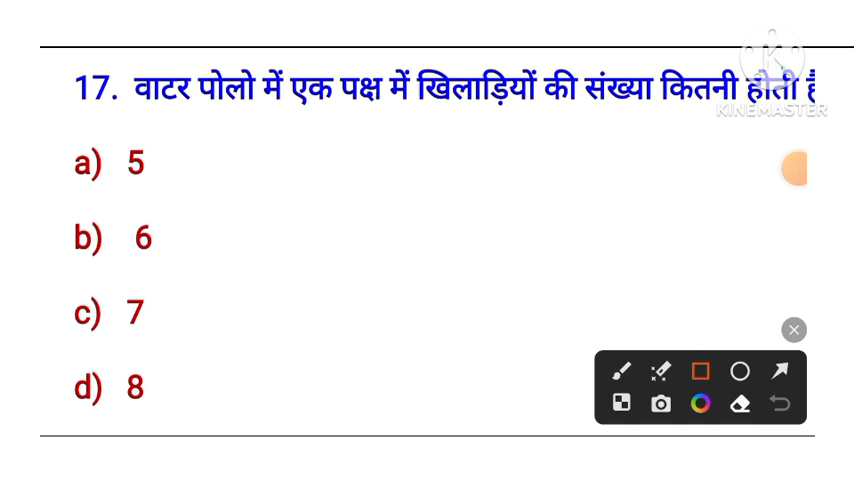 17. वाटर पोलो में एक पक्ष में खिलाड़ियों की संख्या कितनी होती है
KINEMASTER
a) 5
b) 6
c) 7
d) 8